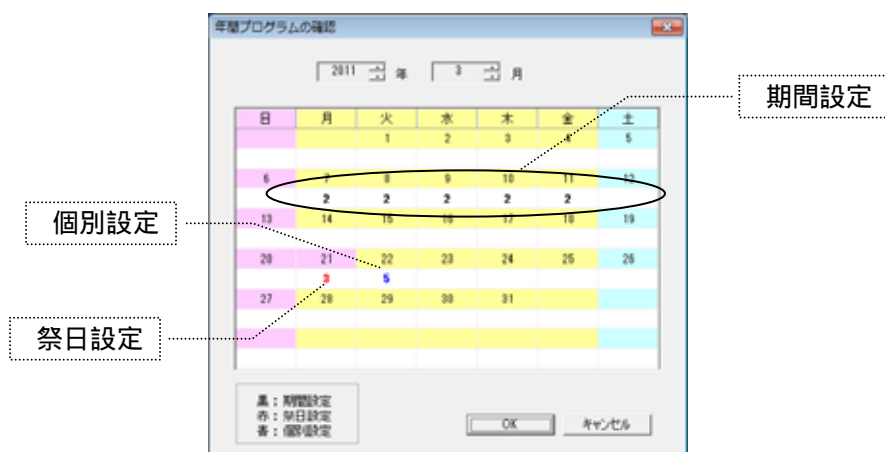 年間プログラムの確認
2011 年 3 月
期間設定
日 月 火 水 木 金 土
1 2 3 4 5
6 7 8 9 10 11 12
2 2 2 2 2
個別設定
13 14 15 16 17 18 19
20 21 22 23 24 25 26
3 5
27 28 29 30 31
祭日設定
黒：期間設定
赤：祭日設定
青：個別設定
OK キャンセル